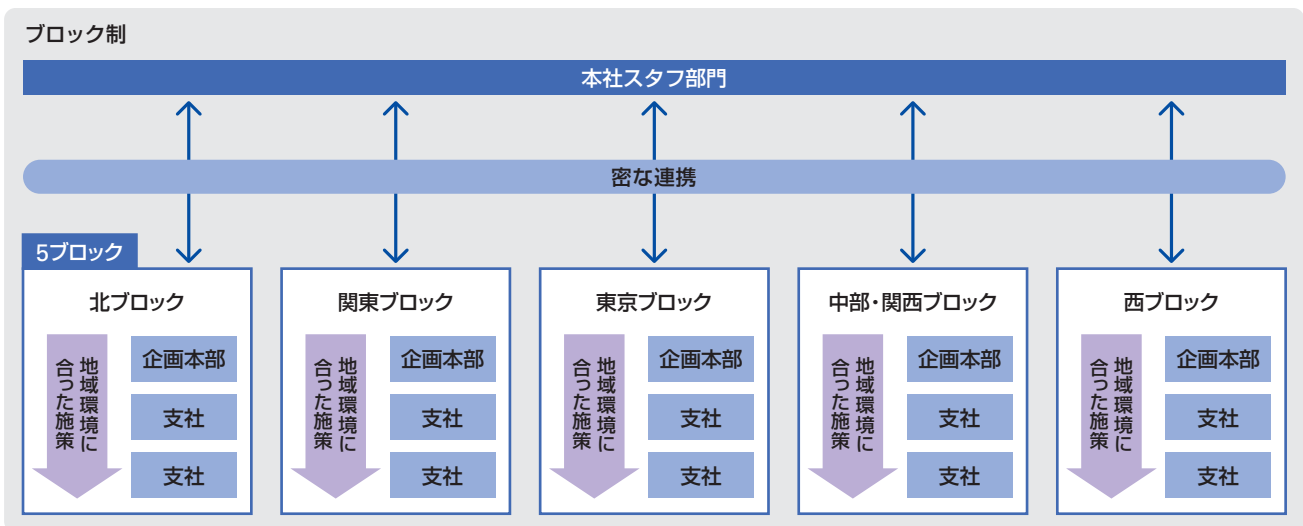 ブロック制
本社スタッフ部門
密な連携
5ブロック
北ブロック
地域環境に
合った施策
企画本部
支社
支社
関東ブロック
地域環境に
合った施策
企画本部
支社
支社
東京ブロック
地域環境に
合った施策
企画本部
支社
支社
中部・関西ブロック
地域環境に
合った施策
企画本部
支社
支社
西ブロック
地域環境に
合った施策
企画本部
支社
支社